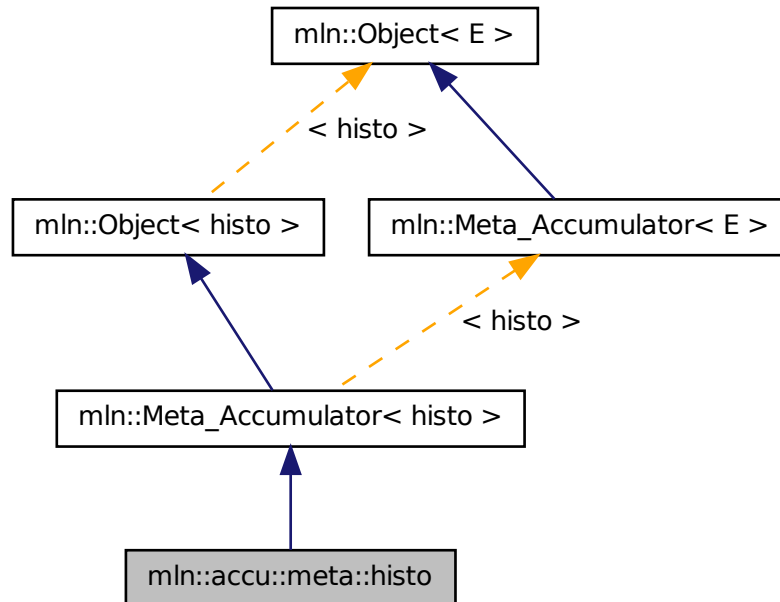 mln::Object< E >
< histo >
mln::Object< histo >
mln::Meta_Accumulator< E >
< histo >
mln::Meta_Accumulator< histo >
mln::accu::meta::histo